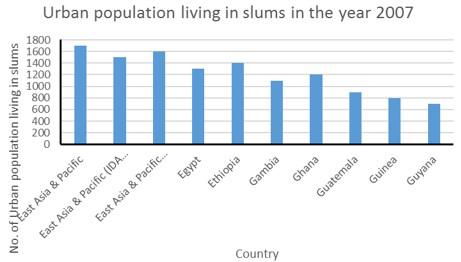 Urban population living in slums in the year 2007
No. of Urban population living in slums
1800
1600
1400
1200
1000
800
600
400
200
0
East Asia & Pacific
East Asia & Pacific (IDA...
East Asia & Pacific...
Egypt
Ethiopia
Gambia
Ghana
Guatemala
Guinea
Guyana
Country